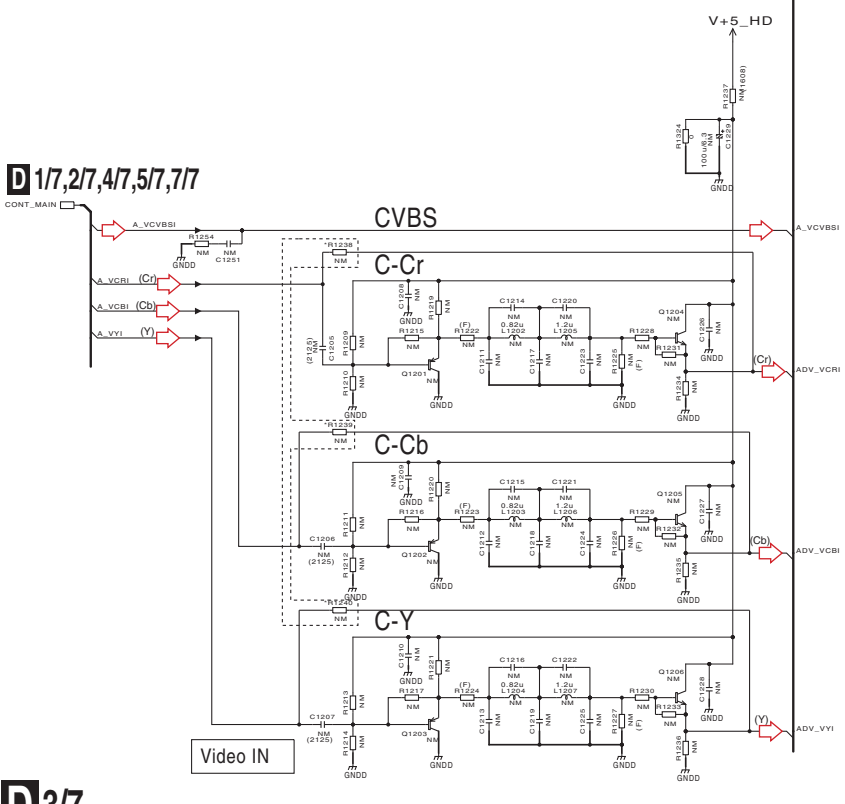 V+5_HD
R1237
NM(1608)
R1324
0
100u/6.3
NM
C1229
GNDD
D 1/7,2/7,4/7,5/7,7/7
CONT_MAIN
A_VCVBSI
CVBS
A_VCVBSI
R1254
NM
NM
C1251
GNDD
*R1238
NM
C-Cr
A_VCRI (Cr)
A_VCBI (Cb)
A_VYI (Y)
(2125)
NM
C1205
R1209
NM
R1210
NM
GNDD
C1208
NM
GNDD
R1219
NM
R1215
NM
Q1201
NM
GNDD
(F)
R1222
NM
C1214
NM
0.82u
L1202
NM
C1220
NM
1.2u
L1205
NM
C1211
NM
C1217
NM
C1223
NM
R1225
NM
(F)
GNDD
R1228
NM
Q1204
NM
R1231
NM
C1226
NM
GNDD
R1234
NM
GNDD
(Cr)
ADV_VCRI
*R1239
NM
C-Cb
C1206
NM
(2125)
R1211
NM
R1212
NM
GNDD
C1209
NM
GNDD
R1220
NM
R1216
NM
Q1202
NM
GNDD
(F)
R1223
NM
C1215
NM
0.82u
L1203
NM
C1221
NM
1.2u
L1206
NM
C1212
NM
C1218
NM
C1224
NM
R1226
NM
(F)
GNDD
R1229
NM
Q1205
NM
R1232
NM
C1227
NM
GNDD
R1235
NM
GNDD
(Cb)
ADV_VCBI
*R1240
NM
C-Y
C1207
NM
(2125)
R1213
NM
R1214
NM
GNDD
C1210
NM
GNDD
R1221
NM
R1217
NM
Q1203
NM
GNDD
(F)
R1224
NM
C1216
NM
0.82u
L1204
NM
C1222
NM
1.2u
L1207
NM
C1213
NM
C1219
NM
C1225
NM
R1227
NM
(F)
GNDD
R1230
NM
Q1206
NM
R1233
NM
C1228
NM
GNDD
R1236
NM
GNDD
(Y)
ADV_VYI
Video IN
D 3/7